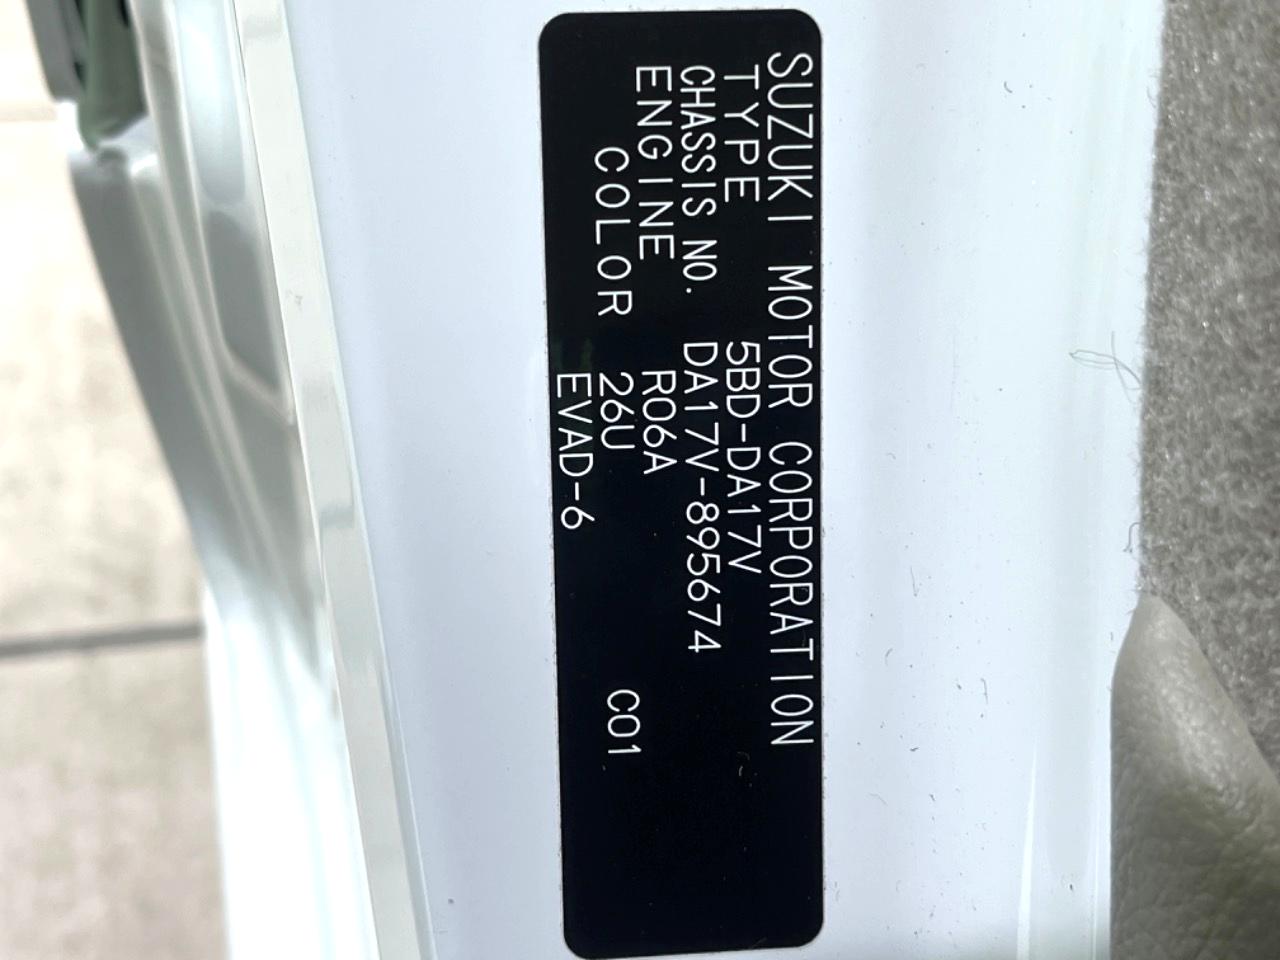 SUZUKI MOTOR CORPORATION
TYPE 5BD-DA17V
CHASSIS NO. DA17V-895674
ENGINE R06A
COLOR 26U C01
EVAD-6